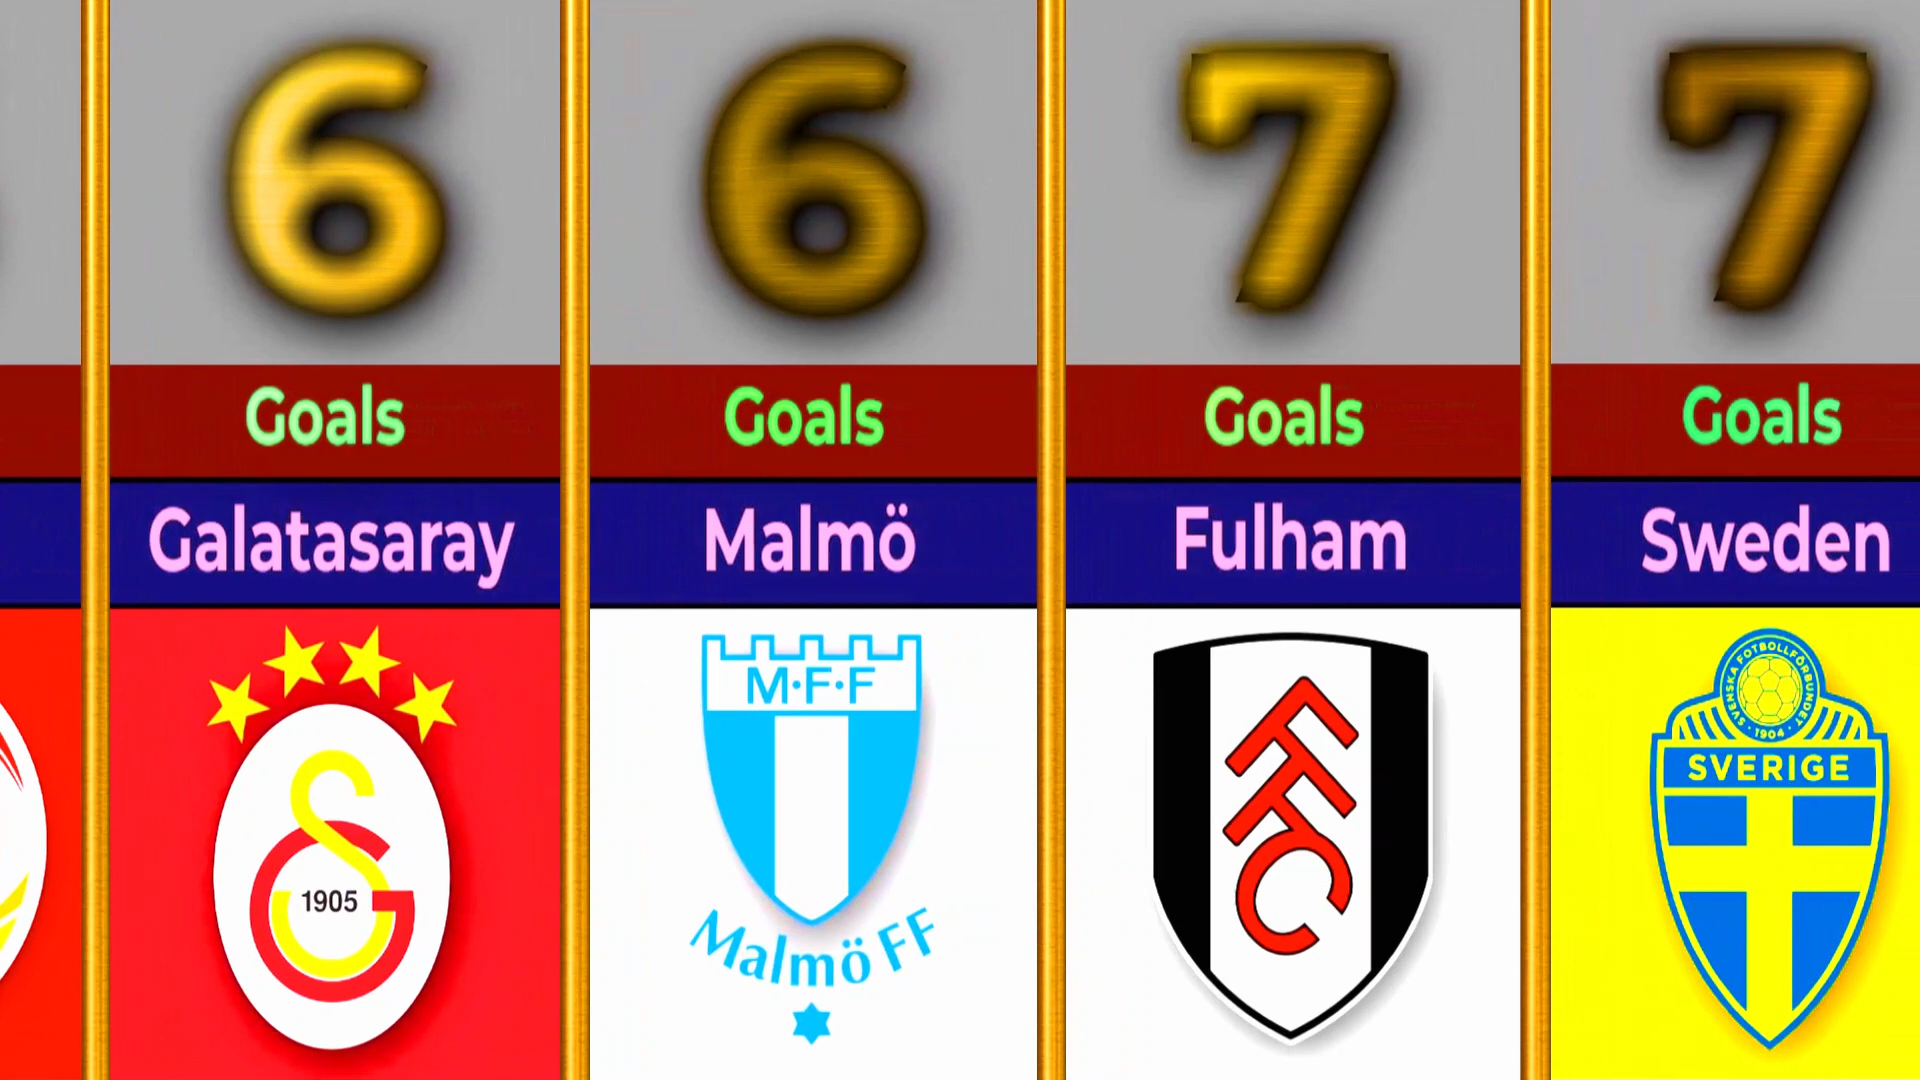 6
6
7
7
Goals
Goals
Goals
Goals
Galatasaray
Malmö
Fulham
Sweden
1905
M·F·F
Malmö FF
FFC
SVENSKA FOTBOLLFÖRBUNDET
· 1904 ·
SVERIGE